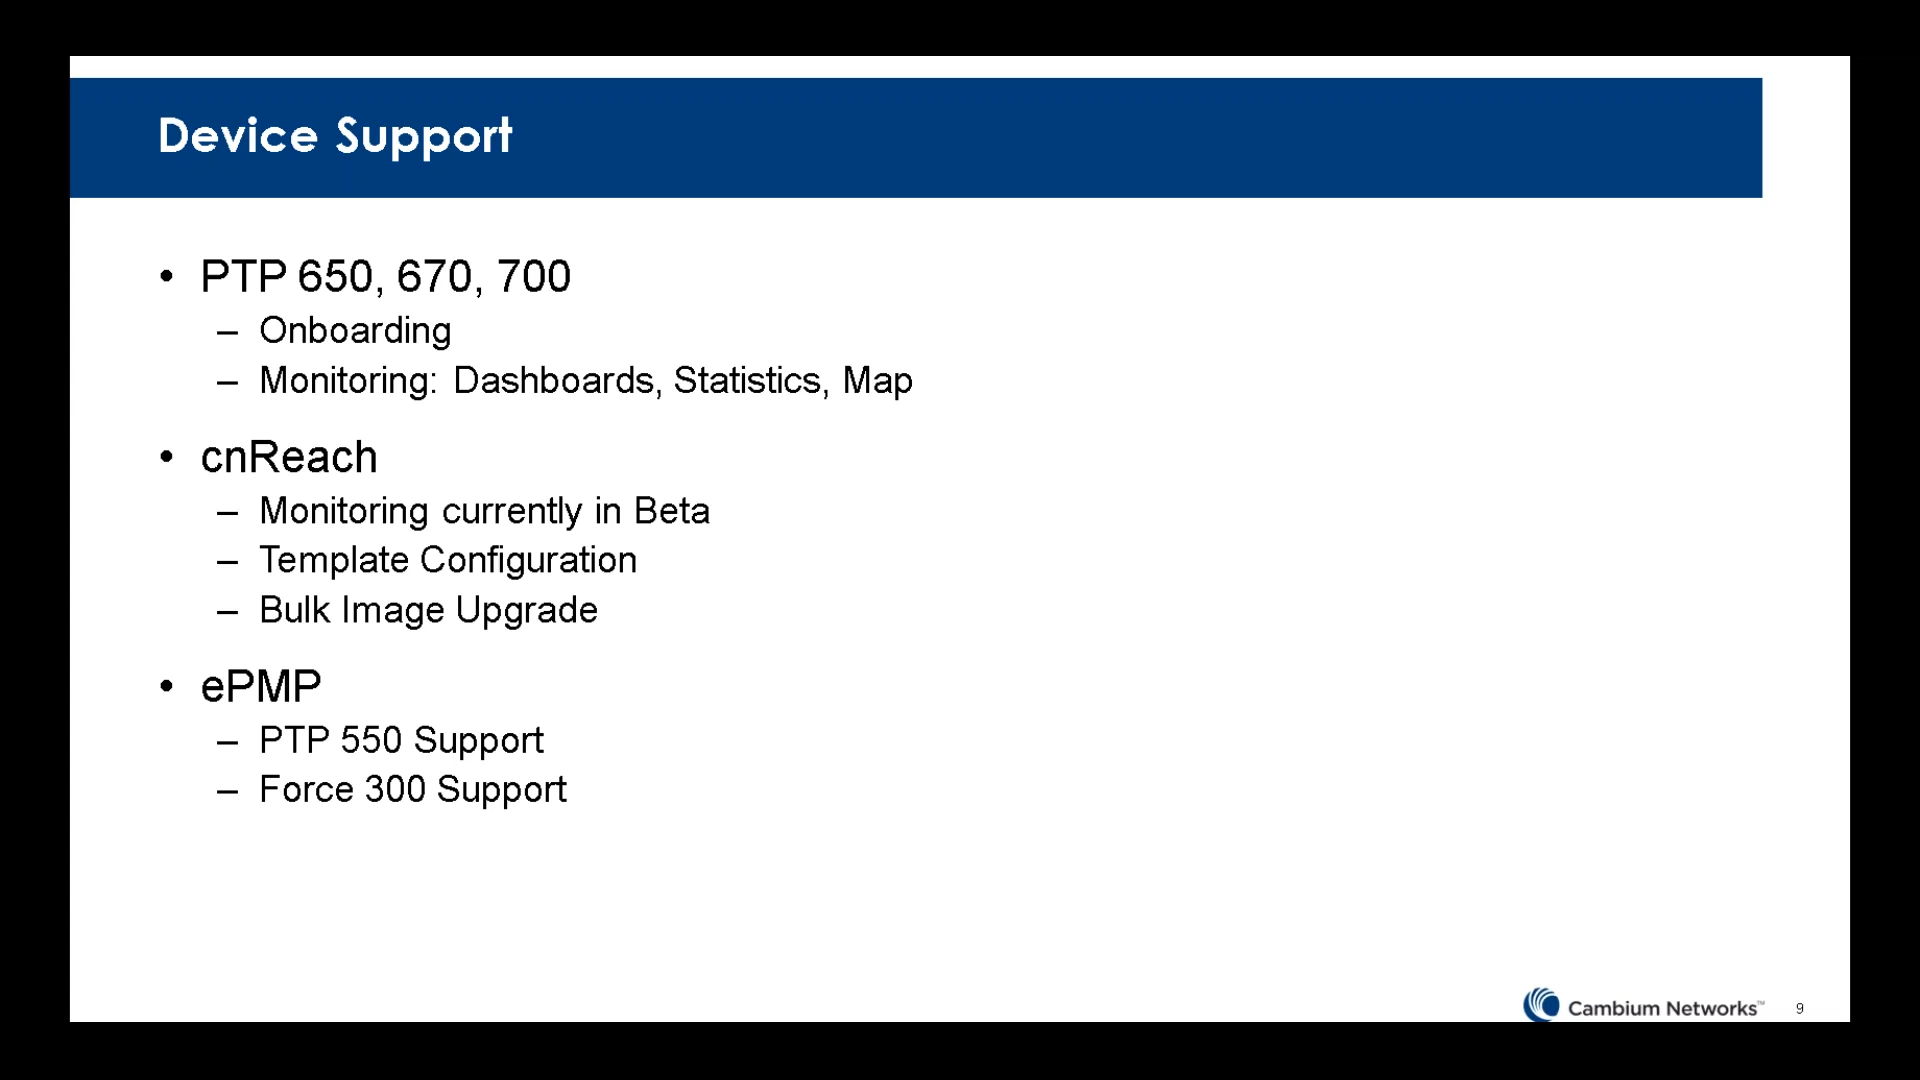 Device Support
• PTP 650, 670, 700
– Onboarding
– Monitoring: Dashboards, Statistics, Map
• cnReach
– Monitoring currently in Beta
– Template Configuration
– Bulk Image Upgrade
• ePMP
– PTP 550 Support
– Force 300 Support
Cambium Networks™ 9